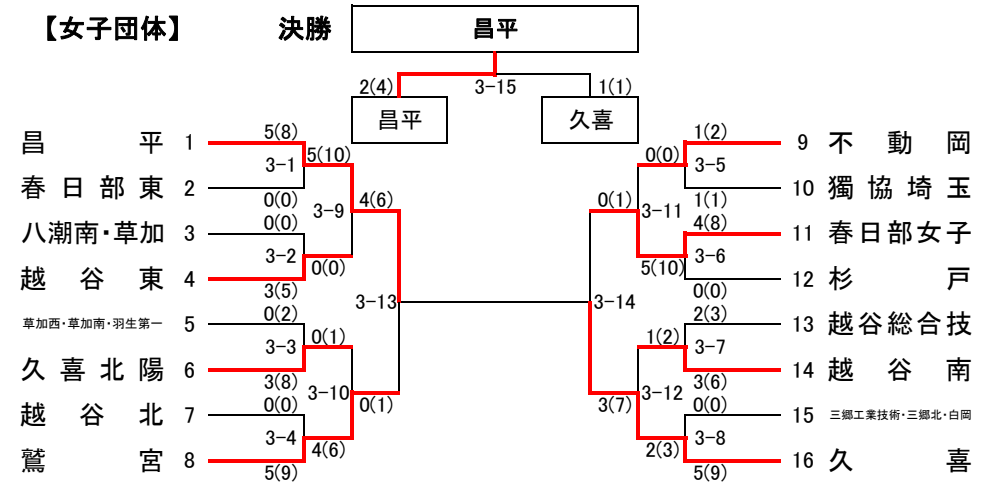 【女子団体】 決勝 昌平
2(4) 3-15 1(1)
昌平 久喜
昌平 1 5(8) 1(2) 9 不動岡
3-1 5(10) 0(0) 3-5
春日部東 2 0(0) 1(1) 10 獨協埼玉
3-9 4(6) 0(1) 3-11
八潮南・草加 3 0(0) 4(8) 11 春日部女子
3-2 0(0) 5(10) 3-6
越谷東 4 3(5) 0(0) 12 杉戸
3-13 3-14
草加西・草加南・羽生第一 5 0(2) 2(3) 13 越谷総合技
3-3 0(1) 1(2) 3-7
久喜北陽 6 3(8) 3(6) 14 越谷南
3-10 0(1) 3(7) 3-12
越谷北 7 0(0) 0(0) 15 三郷工業技術・三郷北・白岡
3-4 4(6) 2(3) 3-8
鷲宮 8 5(9) 5(9) 16 久喜